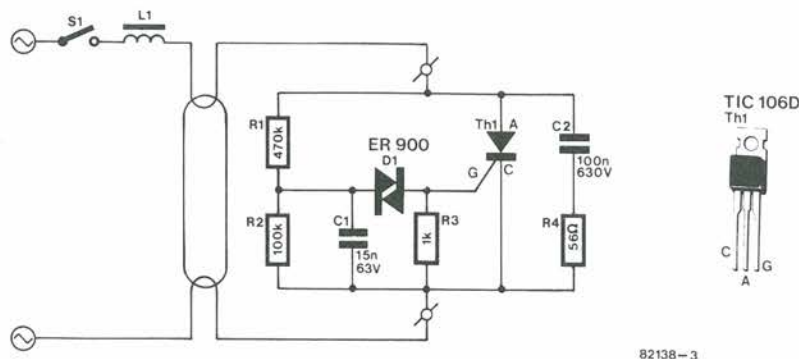 S1
L1
R1
470k
R2
100k
C1
15n
63V
ER 900
D1
G
R3
1k
Th1
A
C
C2
100n
630V
R4
56Ω
TIC 106D
Th1
C
A
G
82138-3